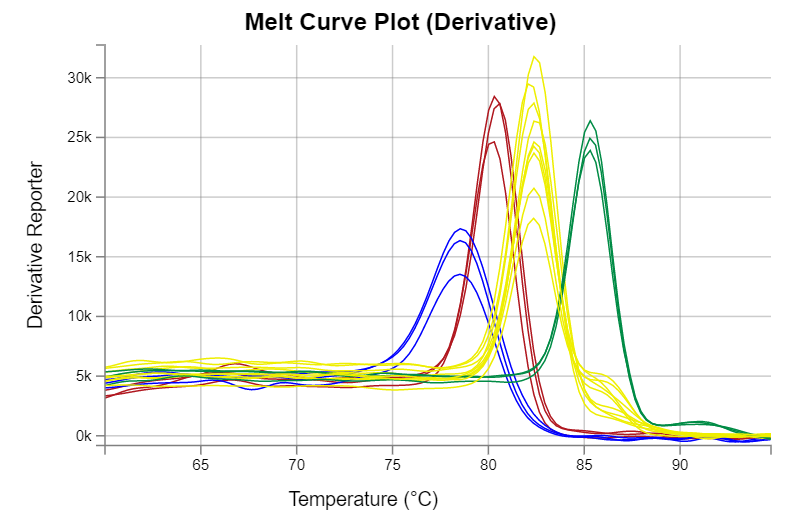 Melt Curve Plot (Derivative)
30k
25k
20k
15k
10k
5k
0k
Derivative Reporter
65
70
75
80
85
90
Temperature (°C)